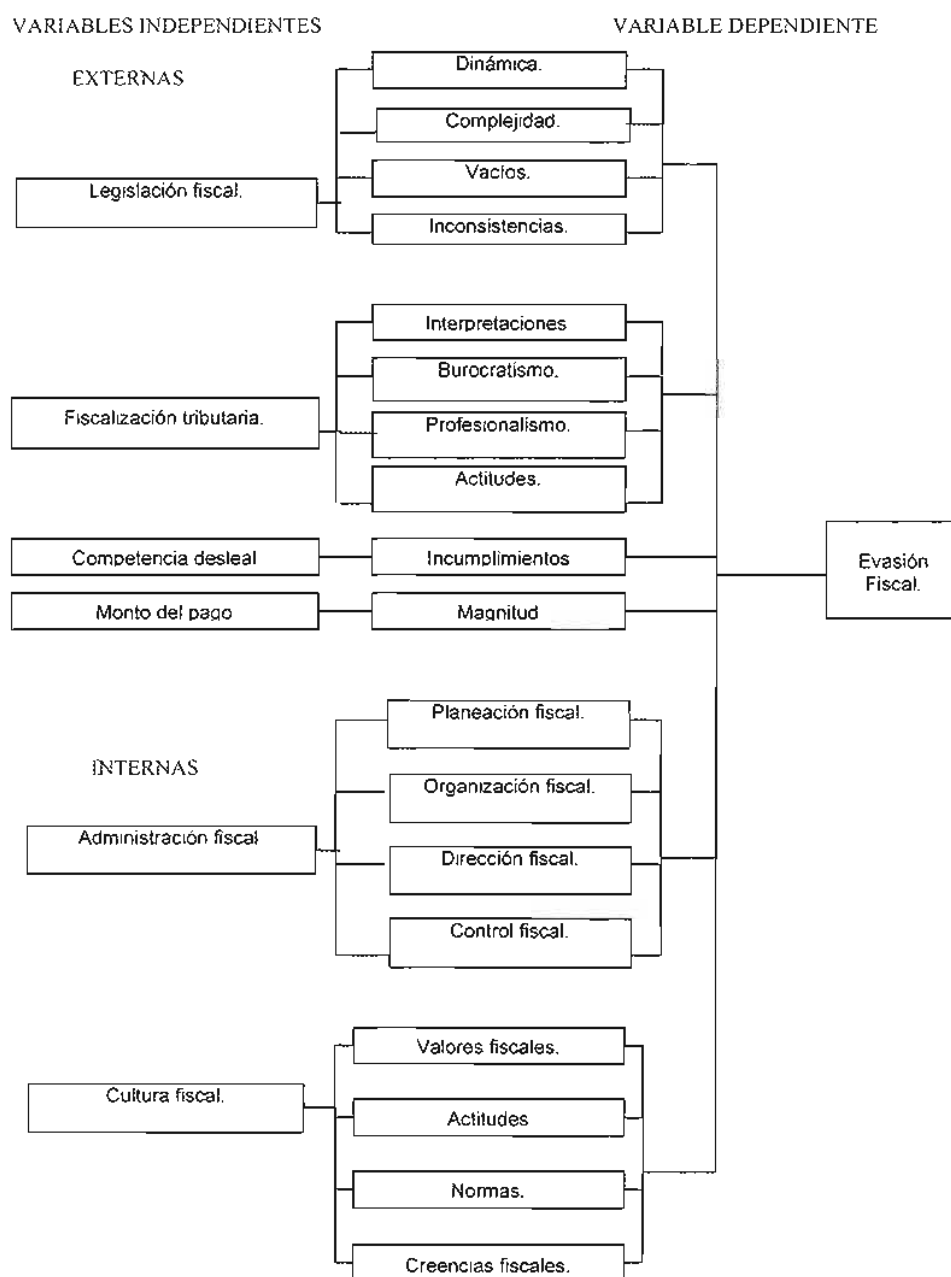 VARIABLES INDEPENDIENTES
VARIABLE DEPENDIENTE
EXTERNAS
Dinámica.
Complejidad.
Vacíos.
Legislación fiscal.
Inconsistencias.
Interpretaciones
Burocratismo.
Fiscalización tributaria.
Profesionalismo.
Actitudes.
Competencia desleal
Incumplimientos
Evasión
Fiscal.
Monto del pago
Magnitud
Planeación fiscal.
INTERNAS
Organización fiscal.
Administración fiscal
Dirección fiscal.
Control fiscal.
Valores fiscales.
Cultura fiscal.
Actitudes
Normas.
Creencias fiscales.